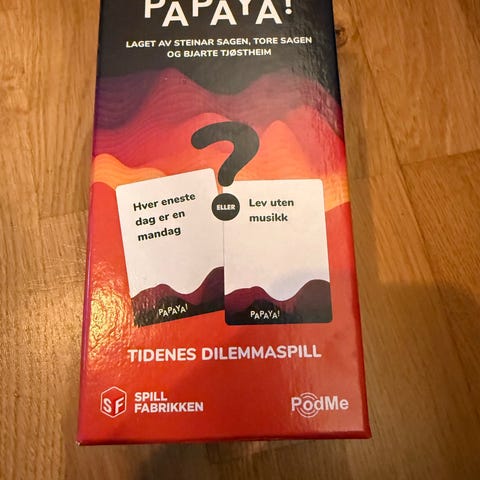 PAPAYA!
LAGET AV STEINAR SAGEN, TORE SAGEN
OG BJARTE TJØSTHEIM
?
Hver eneste
dag er en
mandag
ELLER
Lev uten
musikk
PAPAYA!
PAPAYA!
TIDENES DILEMMASPILL
SF
SPILL
FABRIKKEN
PodMe